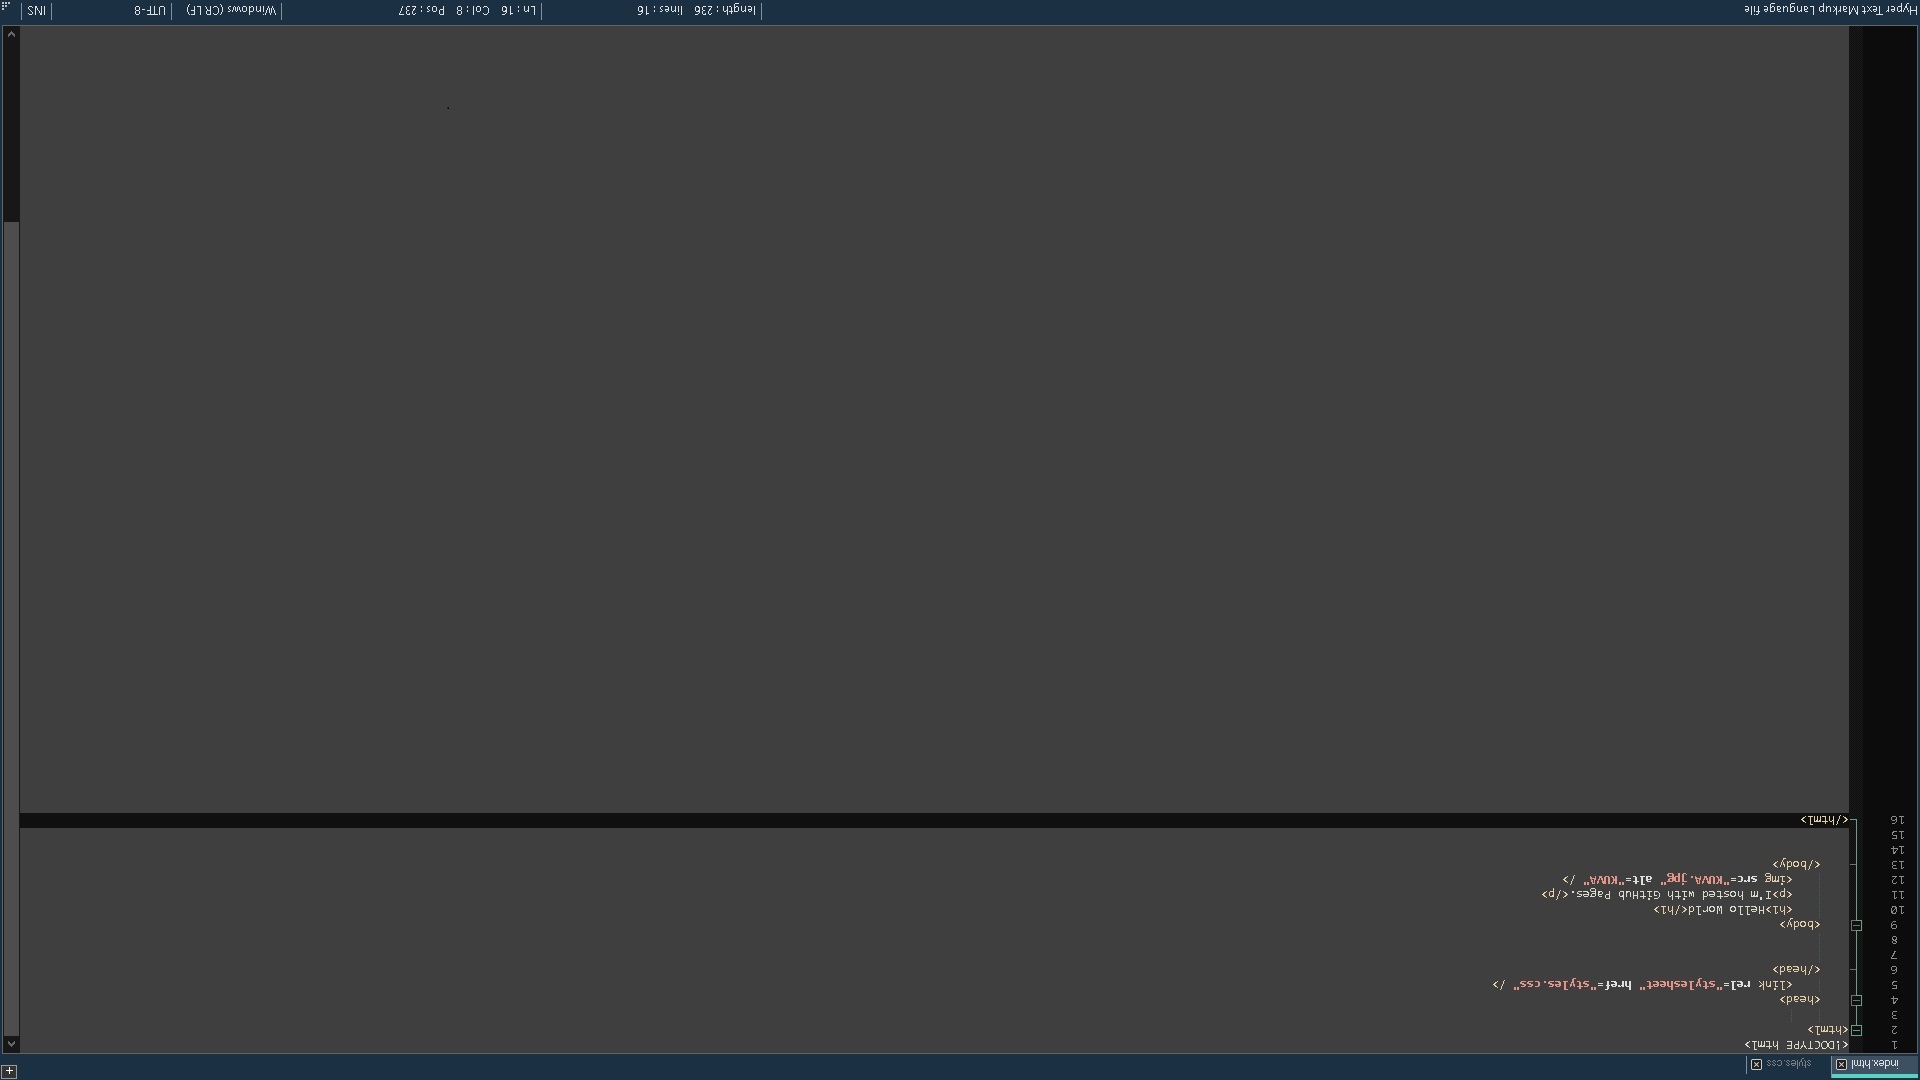 index.html styles.css
1 <!DOCTYPE html>
2 <html>
3
4 <head>
5 <link rel="stylesheet" href="styles.css" />
6 </head>
7
8
9 <body>
10 <h1>Hello World</h1>
11 <p>I'm hosted with GitHub Pages.</p>
12 <img src="KUVA.jpg" alt="KUVA" />
13 </body>
14
15
16 </html>
Hyper Text Markup Language file length : 236 lines : 16 Ln : 16 Col : 8 Pos : 237 Windows (CR LF) UTF-8 INS